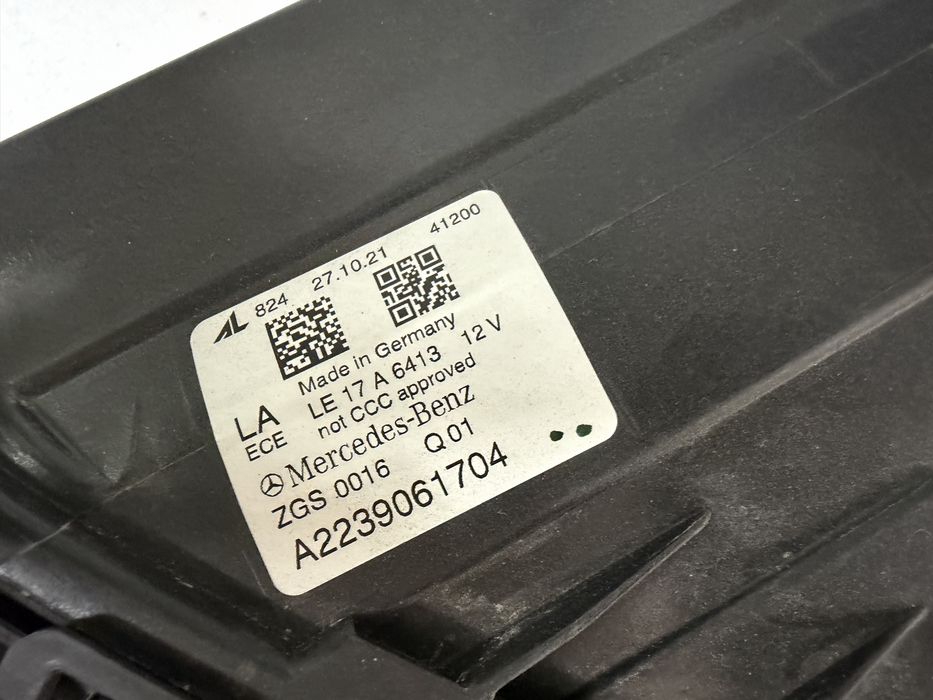 AL 824 27.10.21 41200
Made in Germany
LA LE 17 A 6413 12 V
ECE not CCC approved
Mercedes-Benz
ZGS 0016 Q01
A2239061704